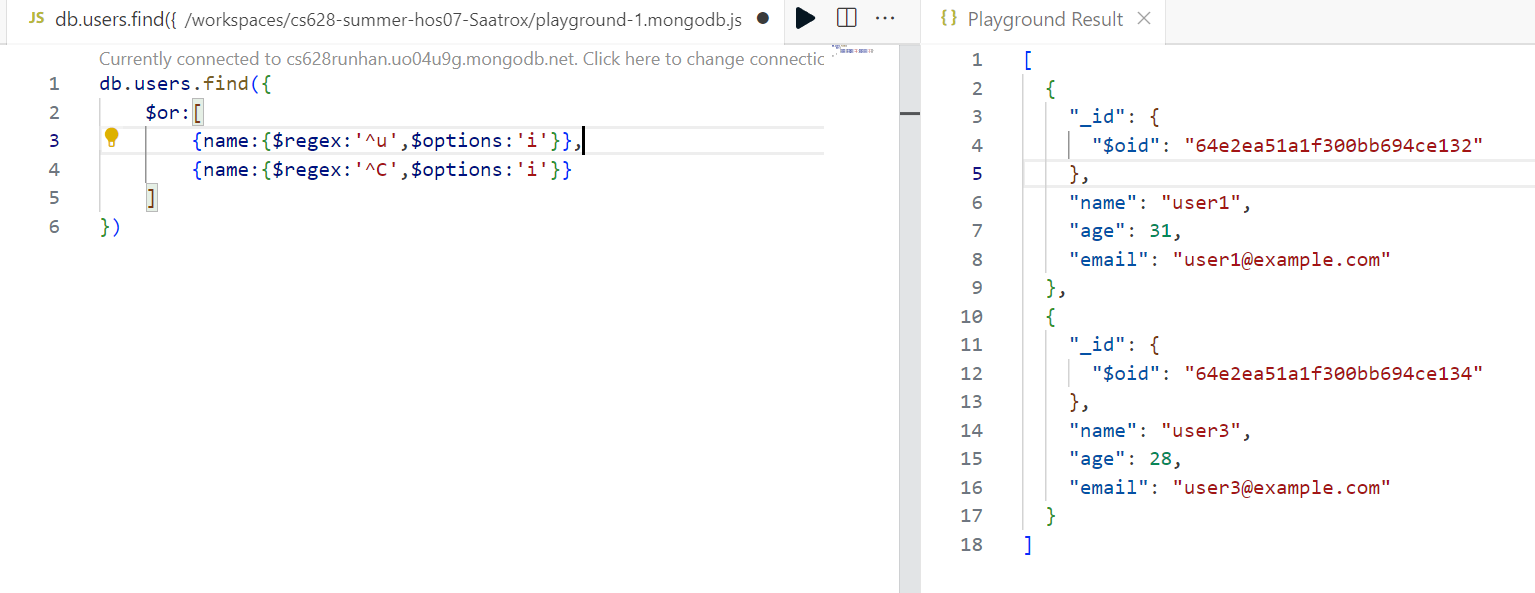 JS db.users.find({ /workspaces/cs628-summer-hos07-Saatrox/playground-1.mongodb.js
Currently connected to cs628runhan.uo04u9g.mongodb.net. Click here to change connectic
1 db.users.find({
2 $or:[
3 {name:{$regex:'^u',$options:'i'}},
4 {name:{$regex:'^C',$options:'i'}}
5 ]
6 })
{} Playground Result
1 [
2 {
3 "_id": {
4 "$oid": "64e2ea51a1f300bb694ce132"
5 },
6 "name": "user1",
7 "age": 31,
8 "email": "user1@example.com"
9 },
10 {
11 "_id": {
12 "$oid": "64e2ea51a1f300bb694ce134"
13 },
14 "name": "user3",
15 "age": 28,
16 "email": "user3@example.com"
17 }
18 ]